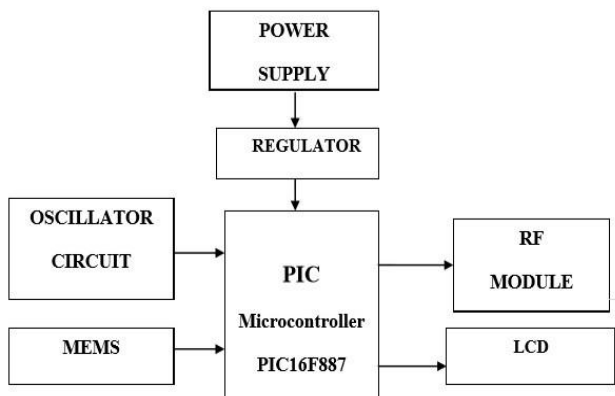 POWER
SUPPLY
REGULATOR
OSCILLATOR
CIRCUIT
MEMS
PIC
Microcontroller
PIC16F887
RF
MODULE
LCD